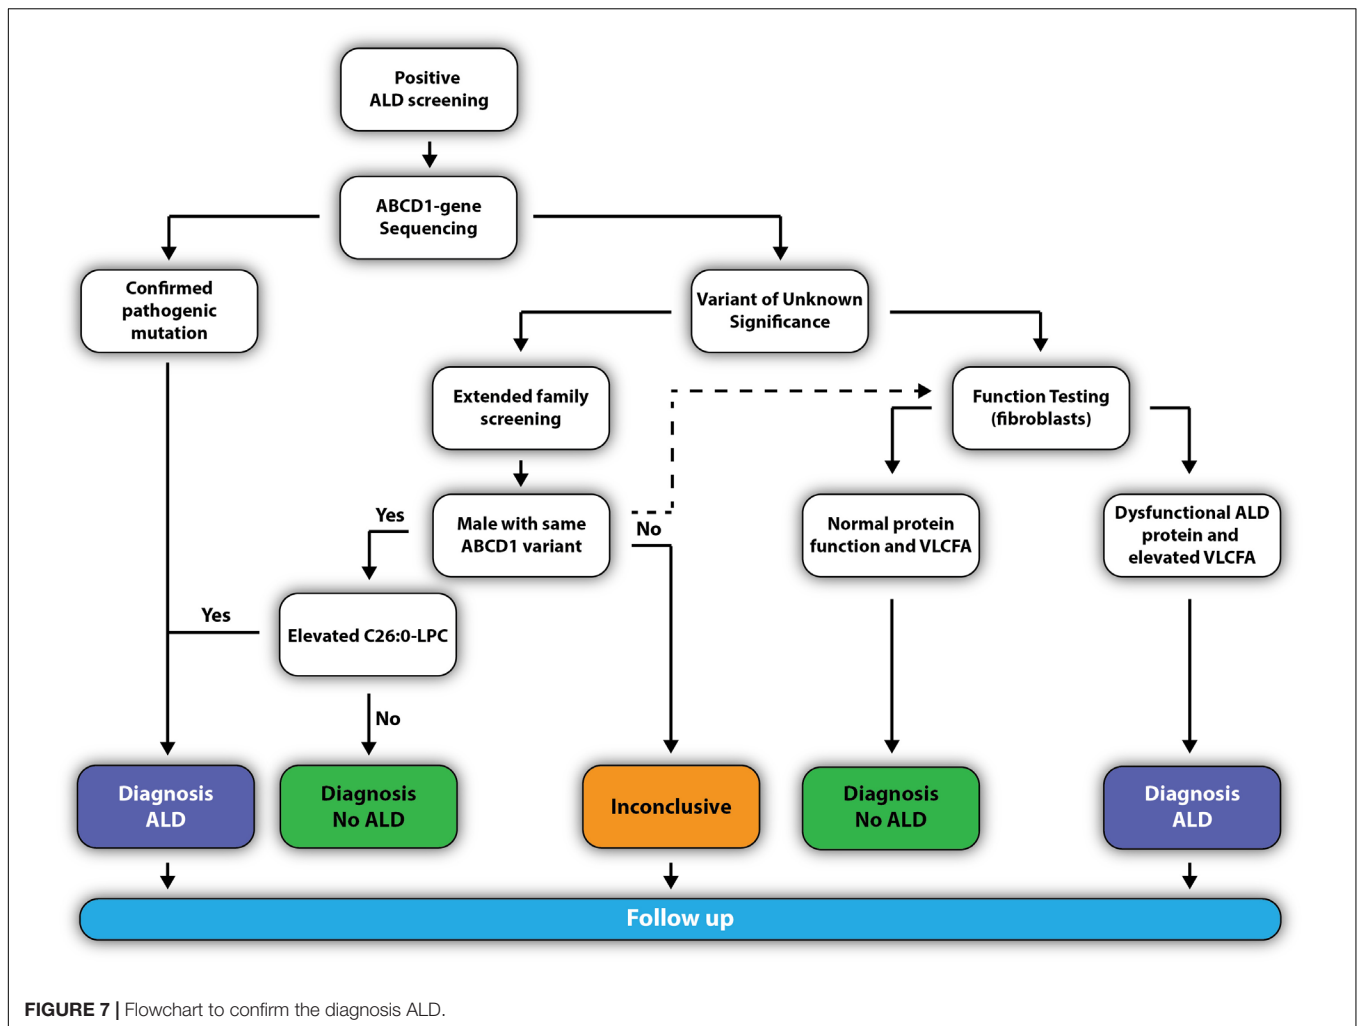 Positive
ALD screening
ABCD1-gene
Sequencing
Confirmed
pathogenic
mutation
Variant of Unknown
Significance
Extended family
screening
Function Testing
(fibroblasts)
Yes
Male with same
ABCD1 variant
No
Normal protein
function and VLCFA
Dysfunctional ALD
protein and
elevated VLCFA
Yes
Elevated C26:0-LPC
No
Diagnosis
ALD
Diagnosis
No ALD
Inconclusive
Diagnosis
No ALD
Diagnosis
ALD
Follow up
FIGURE 7 | Flowchart to confirm the diagnosis ALD.